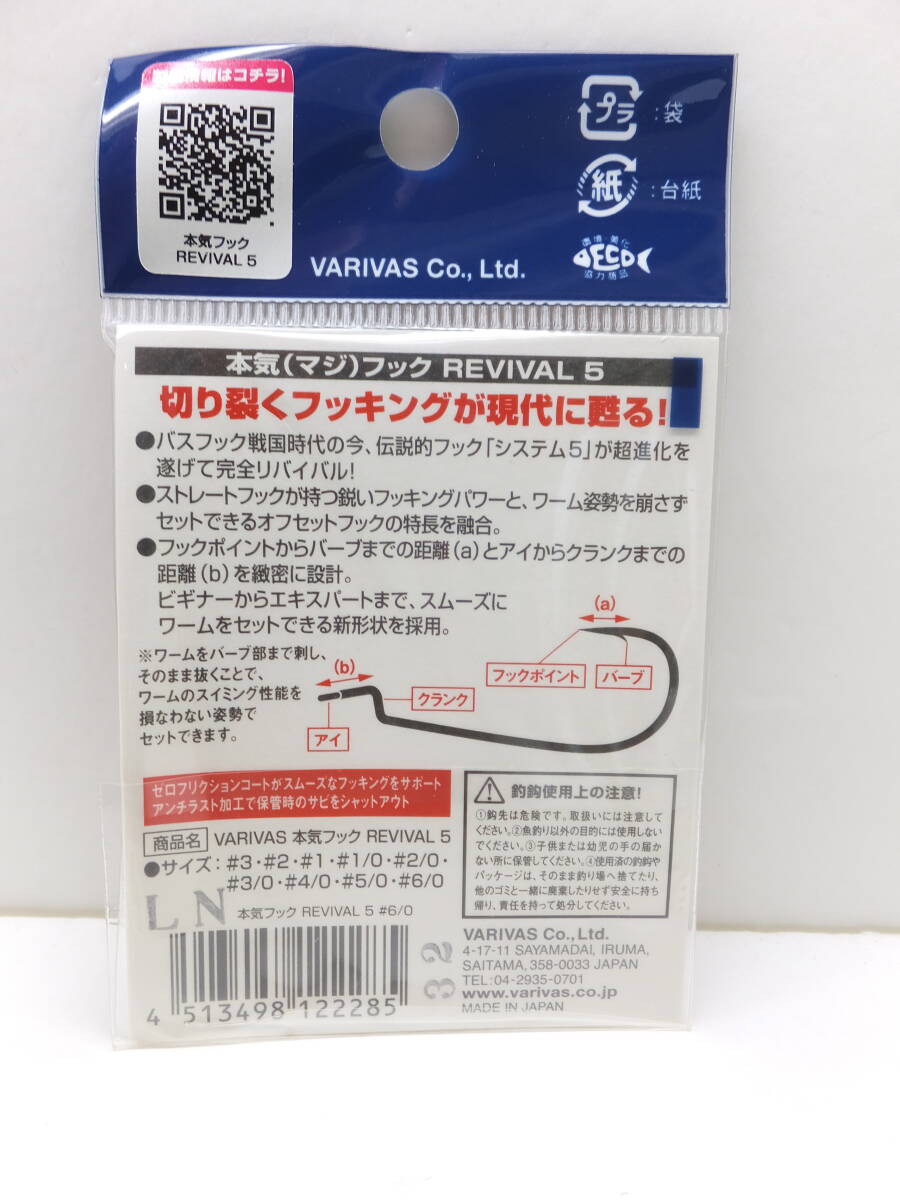 製品情報はコチラ!
本気フック
REVIVAL 5
プラ
:袋
紙
:台紙
環境・美化
ECO
協力商品
VARIVAS Co., Ltd.
本気(マジ)フック REVIVAL 5
切り裂くフッキングが現代に甦る!
●バスフック戦国時代の今、伝説的フック「システム5」が超進化を
遂げて完全リバイバル!
●ストレートフックが持つ鋭いフッキングパワーと、ワーム姿勢を崩さず
セットできるオフセットフックの特長を融合。
●フックポイントからバーブまでの距離(a)とアイからクランクまでの
距離(b)を緻密に設計。
ビギナーからエキスパートまで、スムーズに
ワームをセットできる新形状を採用。
※ワームをバーブ部まで刺し、
そのまま抜くことで、
ワームのスイミング性能を
損なわない姿勢で
セットできます。
(a)
フックポイント
バーブ
(b)
クランク
アイ
ゼロフリクションコートがスムーズなフッキングをサポート
アンチラスト加工で保管時のサビをシャットアウト
商品名 VARIVAS 本気フック REVIVAL 5
●サイズ:#3・#2・#1・#1/0・#2/0・
#3/0・#4/0・#5/0・#6/0
LN
本気フック REVIVAL 5 #6/0
4 513498 122285
32
釣鈎使用上の注意!
①鈎先は危険です。取扱いには注意して
ください。②魚釣り以外の目的には使用しない
でください。③子供または幼児の手の届か
ない所に保管してください。④使用済の釣鈎や
パッケージは、そのまま釣り場へ捨てたり、
他のゴミと一緒に廃棄したりせず安全に持ち
帰り、責任を持って処分してください。
VARIVAS Co.,Ltd.
4-17-11 SAYAMADAI, IRUMA,
SAITAMA, 358-0033 JAPAN
TEL:04-2935-0701
www.varivas.co.jp
MADE IN JAPAN